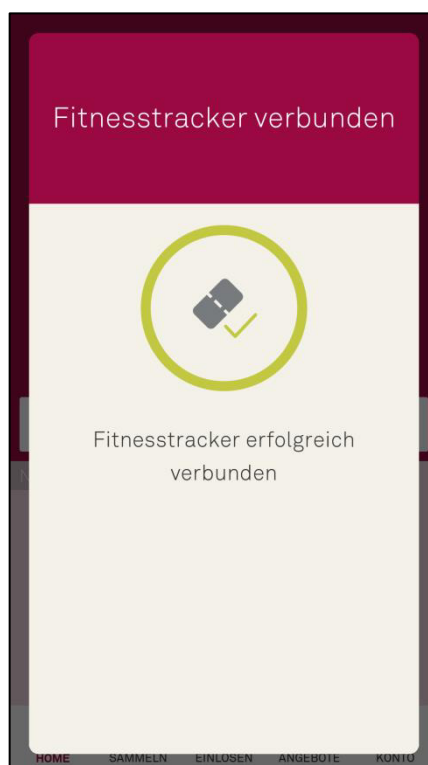 Fitnesstracker verbunden
Fitnesstracker erfolgreich
verbunden
HOME SAMMELN EINLÖSEN ANGEBOTE KONTO